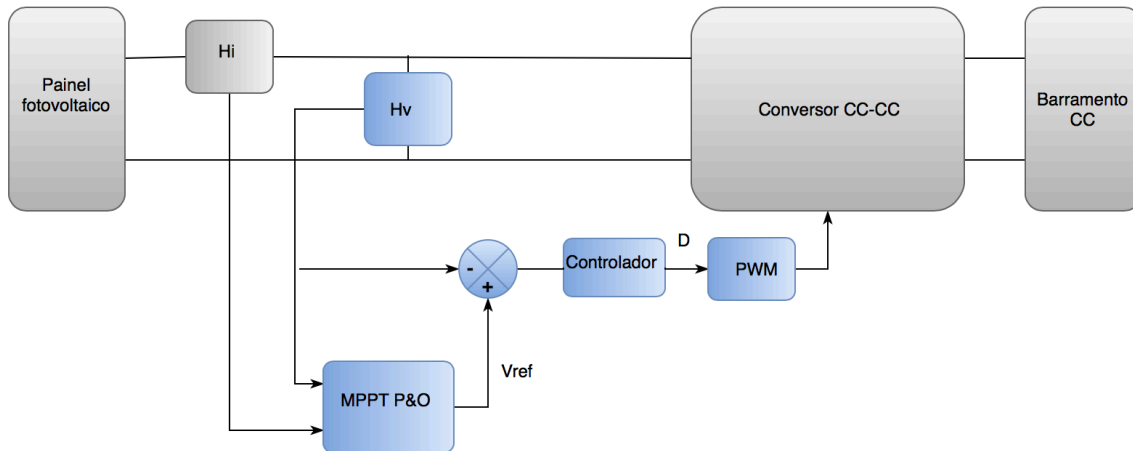 Hi
Painel
fotovoltaico
Hv
Conversor CC-CC
Barramento
CC
D
Controlador
PWM
-
+
Vref
MPPT P&O